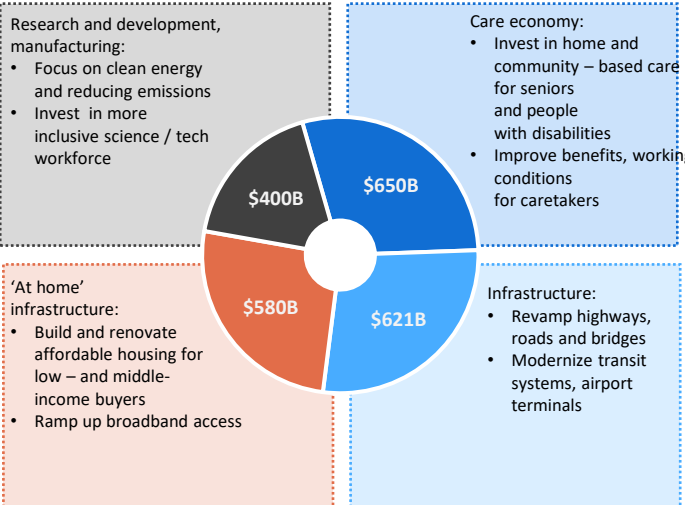 Research and development,
manufacturing:
• Focus on clean energy
and reducing emissions
• Invest in more
inclusive science / tech
workforce
Care economy:
• Invest in home and
community – based care
for seniors
and people
with disabilities
• Improve benefits, working
conditions
for caretakers
$400B
$650B
$580B
$621B
‘At home’
infrastructure:
• Build and renovate
affordable housing for
low – and middle-
income buyers
• Ramp up broadband access
Infrastructure:
• Revamp highways,
roads and bridges
• Modernize transit
systems, airport
terminals